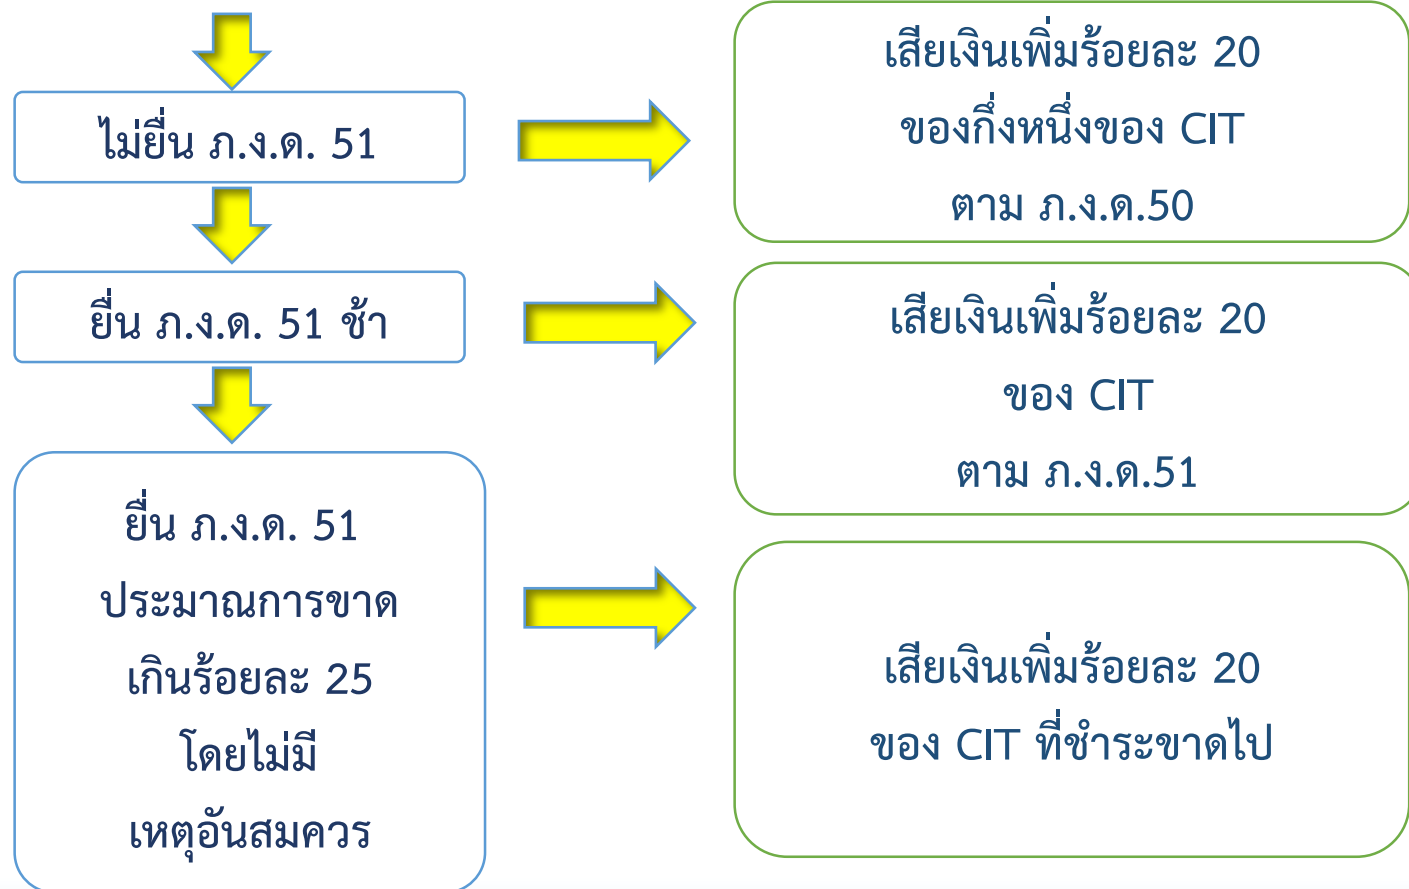 ไม่ยื่น ภ.ง.ด. 51
เสียเงินเพิ่มร้อยละ 20
ของกึ่งหนึ่งของ CIT
ตาม ภ.ง.ด.50
ยื่น ภ.ง.ด. 51 ช้า
เสียเงินเพิ่มร้อยละ 20
ของ CIT
ตาม ภ.ง.ด.51
ยื่น ภ.ง.ด. 51
ประมาณการขาด
เกินร้อยละ 25
โดยไม่มี
เหตุอันสมควร
เสียเงินเพิ่มร้อยละ 20
ของ CIT ที่ชำระขาดไป